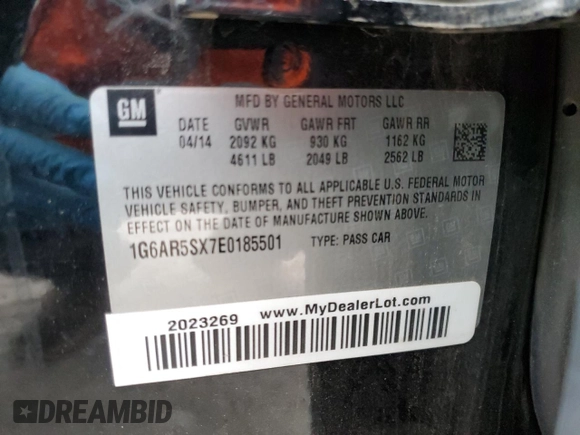 GM
MFD BY GENERAL MOTORS LLC
DATE GVWR GAWR FRT GAWR RR
04/14 2092 KG 930 KG 1162 KG
4611 LB 2049 LB 2562 LB
THIS VEHICLE CONFORMS TO ALL APPLICABLE U.S. FEDERAL MOTOR
VEHICLE SAFETY, BUMPER, AND THEFT PREVENTION STANDARDS IN
EFFECT ON THE DATE OF MANUFACTURE SHOWN ABOVE.
1G6AR5SX7E0185501 TYPE: PASS CAR
2023269 www.MyDealerLot.com
DREAMBID